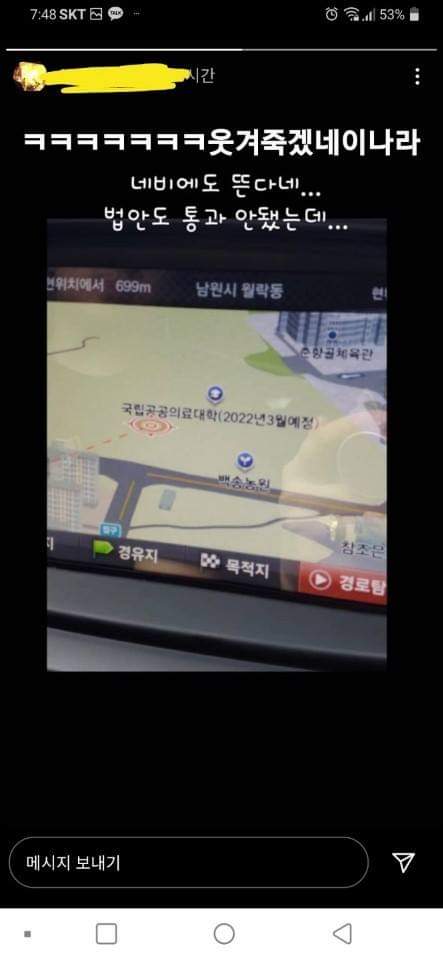 7:48 SKT TALK 53%
시간
ㅋㅋㅋㅋㅋㅋㅋ웃겨죽겠네이나라
네비에도 뜬다네...
법안도 통과 안됐는데...
현위치에서 699m 남원시 월락동 현
춘향골체육관
국립공공의료대학(2022년3월예정)
백송농원
입구
참조은
지 경유지 목적지 경로탐
메시지 보내기